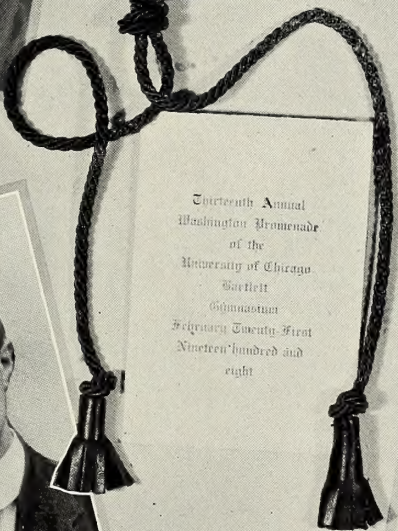 Thirteenth Annual
Washington Promenade
of the
University of Chicago
Bartlett
Gymnasium
February Twenty-First
Nineteen hundred and
eight